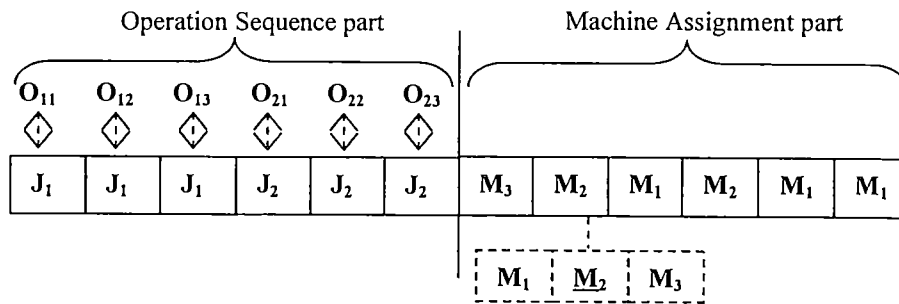 Operation Sequence part Machine Assignment part
O₁₁ O₁₂ O₁₃ O₂₁ O₂₂ O₂₃
J₁ J₁ J₁ J₂ J₂ J₂ M₃ M₂ M₁ M₂ M₁ M₁
M₁ M₂ M₃